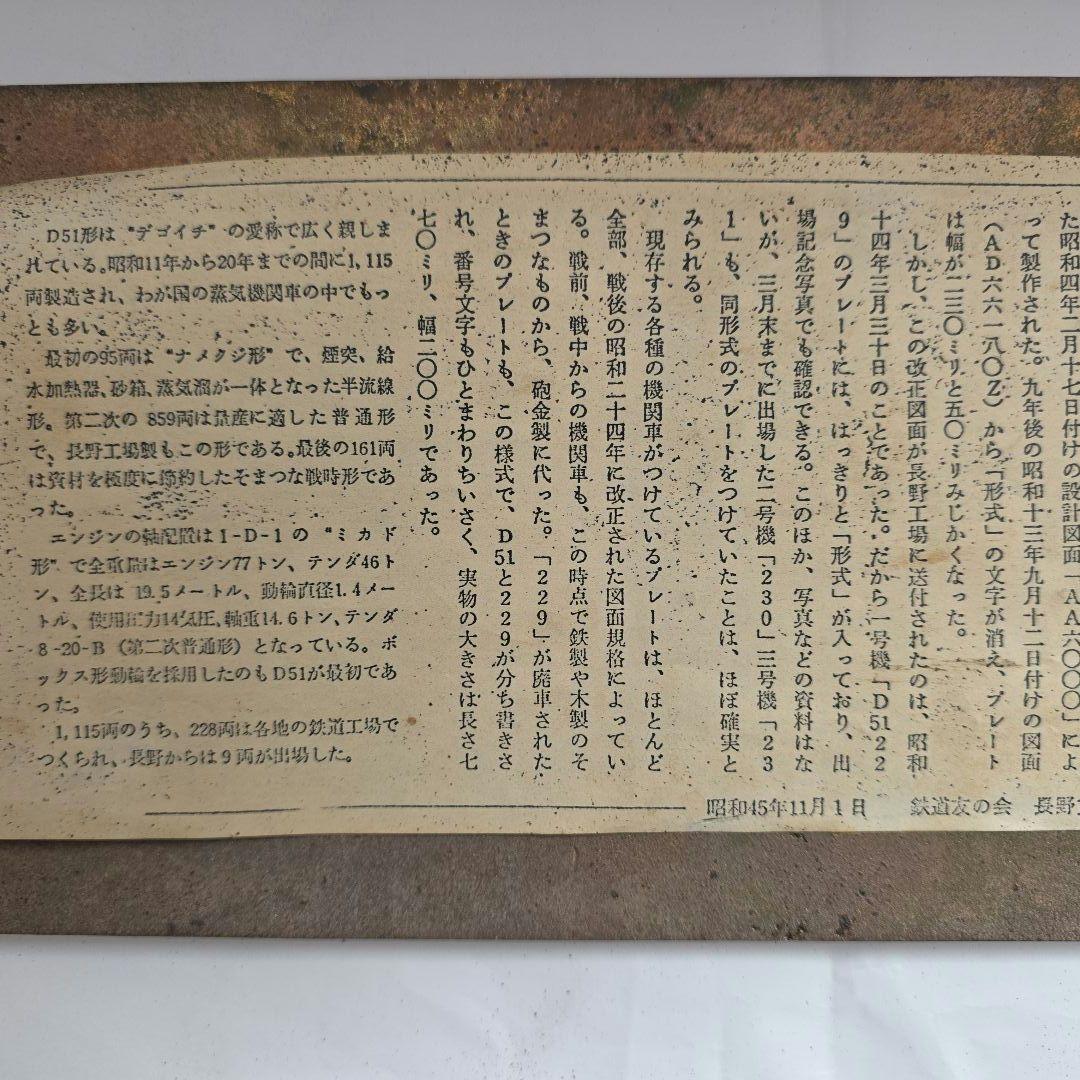 た昭和四年二月十七日付けの設計図面「AA六〇〇〇」によ
って製作された。九年後の昭和十三年九月十二日付けの図面
(AD六六一八〇Z)から「形式」の文字が消え、プレート
は幅が二三〇ミリと五〇ミリみじかくなった。
しかし、この改正図面が長野工場に送付されたのは、昭和
十四年三月三十日のことであった。だから一号機「D5122
9」のプレートには、はっきりと「形式」が入っており、出
場記念写真でも確認できる。このほか、写真などの資料はな
いが、三月末までに出場した二号機「230」三号機「23
1」も、同形式のプレートをつけていたことは、ほぼ確実と
みられる。
現存する各種の機関車がつけているプレートは、ほとんど
全部、戦後の昭和二十四年に改正された図面規格によってい
る。戦前、戦中からの機関車も、この時点で鉄製や木製のそ
まつなものから、砲金製に代った。「229」が廃車された
ときのプレートも、この様式で、D51と229が分ち書きさ
れ、番号文字もひとまわりちいさく、実物の大きさは長さ七
七〇ミリ、幅二〇〇ミリであった。
D51形は“デゴイチ”の愛称で広く親しま
れている。昭和11年から20年までの間に1,115
両製造され、わが国の蒸気機関車の中でもっ
とも多い。
最初の95両は“ナメクジ形”で、煙突、給
水加熱器、砂箱、蒸気溜が一体となった半流線
形。第二次の859両は量産に適した普通形
で、長野工場製もこの形である。最後の161両
は資材を極度に節約したそまつな戦時形であ
った。
エンジンの軸配置は1-D-1の“ミカド
形”で全重量はエンジン77トン、テンダ46ト
ン、全長は19.5メートル、動輪直径1.4メー
トル、使用圧力14気圧、軸重14.6トン、テンダ
8-20-B(第二次普通形)となっている。ボ
ックス形動輪を採用したのもD51が最初であ
った。
1,115両のうち、228両は各地の鉄道工場で
つくられ、長野からは9両が出場した。
昭和45年11月1日 鉄道友の会 長野